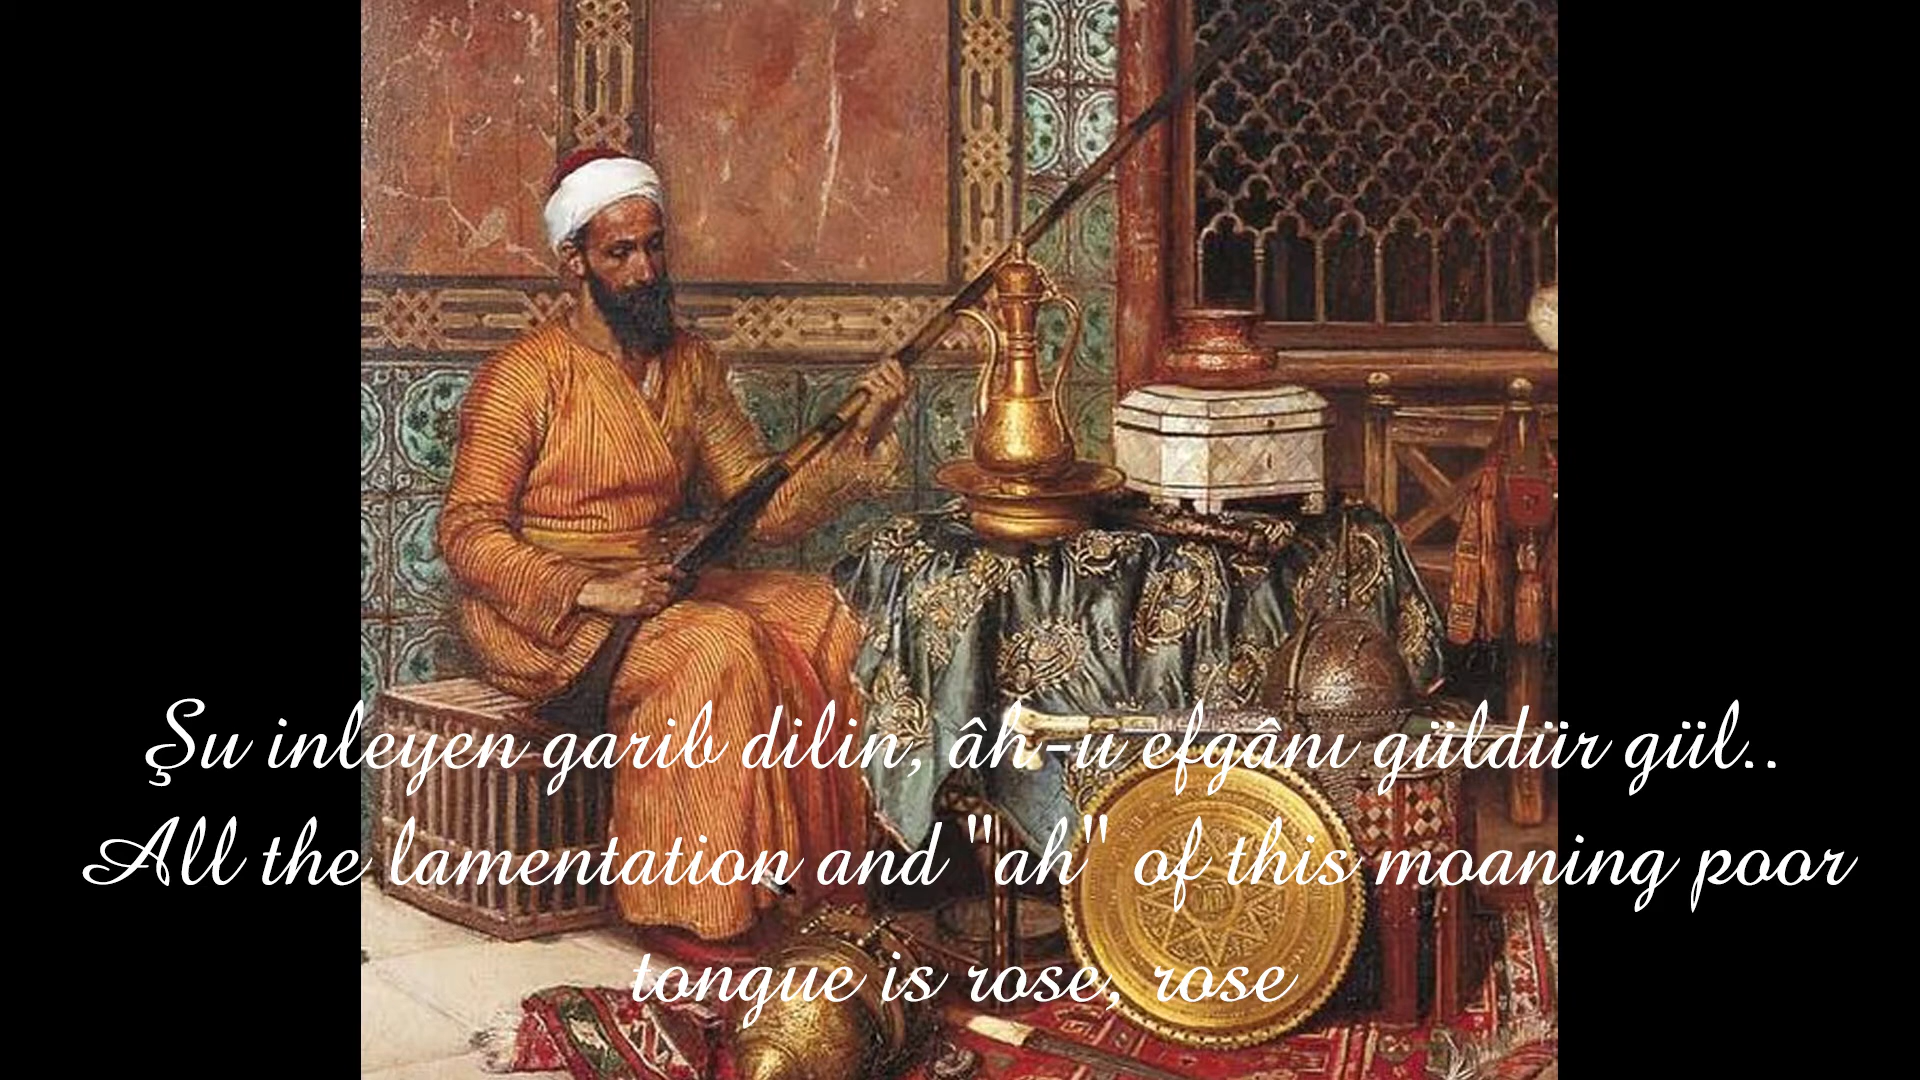 Şu inleyen garib dilin, âh-u efgânı güldür gül..
All the lamentation and "ah" of this moaning poor
tongue is rose, rose